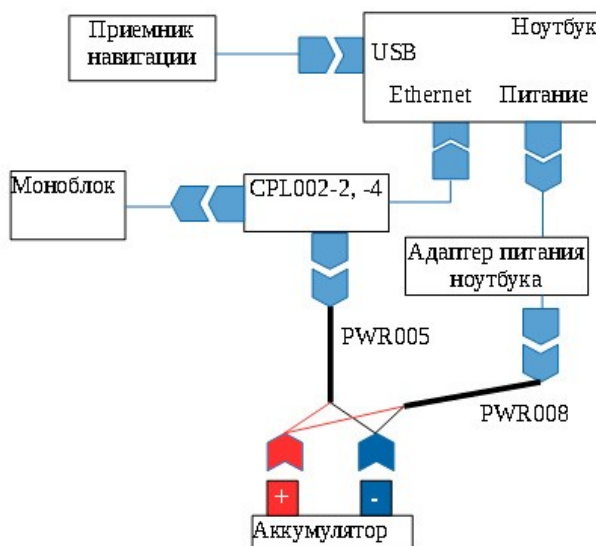 Приемник
навигации
Ноутбук
USB
Ethernet
Питание
Моноблок
CPL002-2, -4
Адаптер питания
ноутбука
PWR005
PWR008
+
-
Аккумулятор